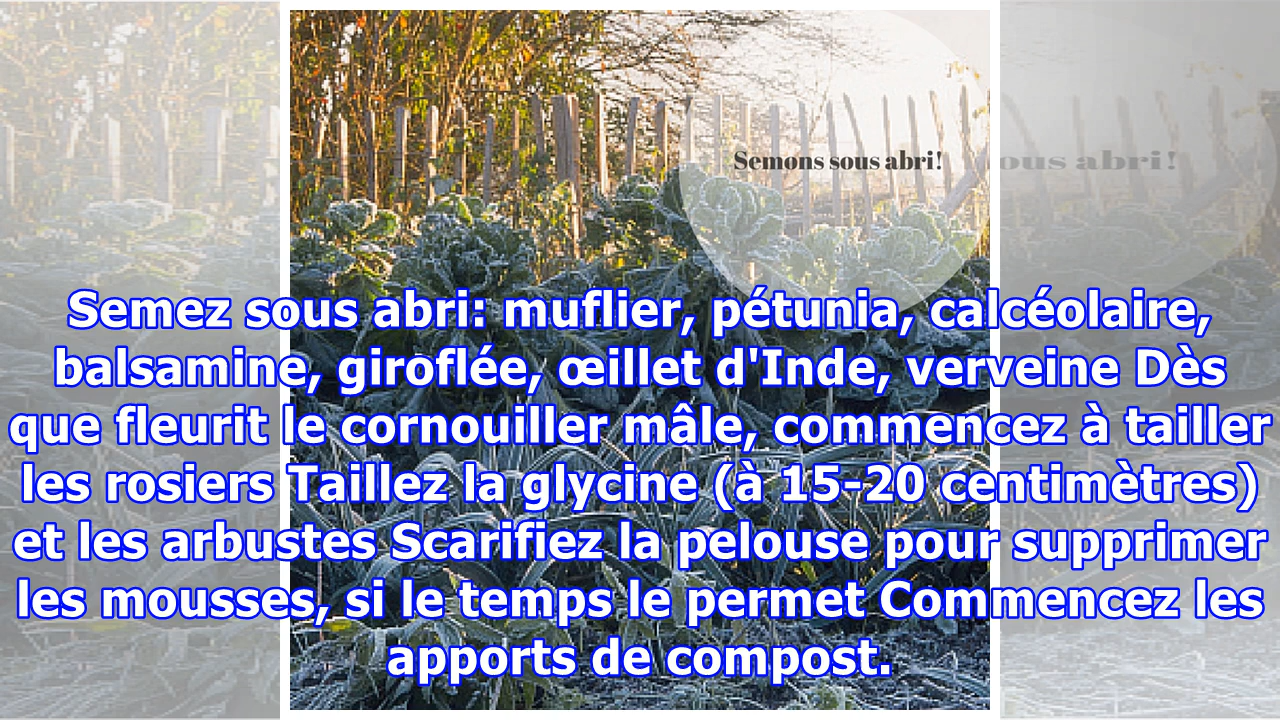 Semons sous abri!
ous abri!
Semez sous abri: muflier, pétunia, calcéolaire,
balsamine, giroflée, œillet d'Inde, verveine Dès
que fleurit le cornouiller mâle, commencez à tailler
les rosiers Taillez la glycine (à 15-20 centimètres)
et les arbustes Scarifiez la pelouse pour supprimer
les mousses, si le temps le permet Commencez les
apports de compost.